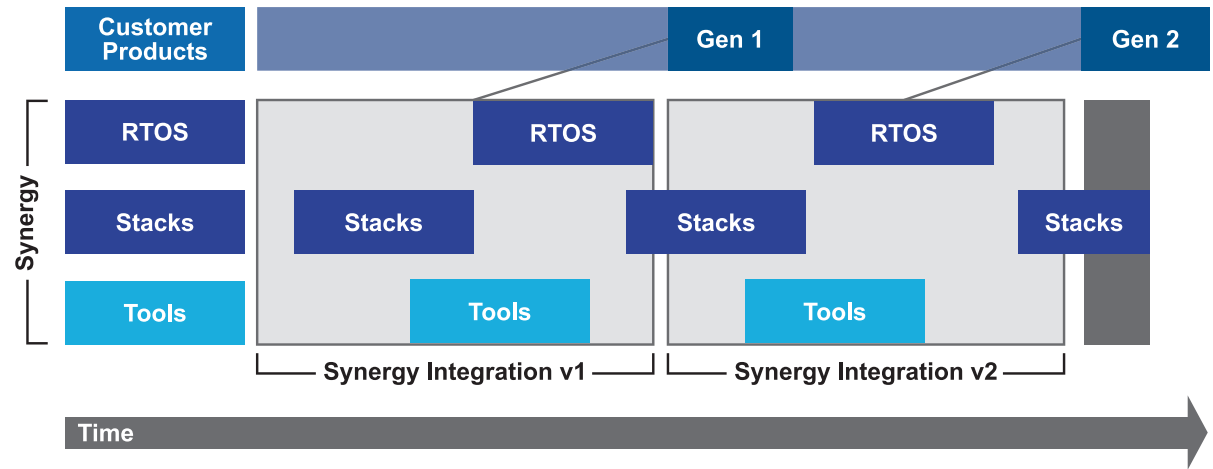 Customer
Products
Gen 1
Gen 2
Synergy
RTOS
RTOS
RTOS
Stacks
Stacks
Stacks
Stacks
Tools
Tools
Tools
Synergy Integration v1
Synergy Integration v2
Time